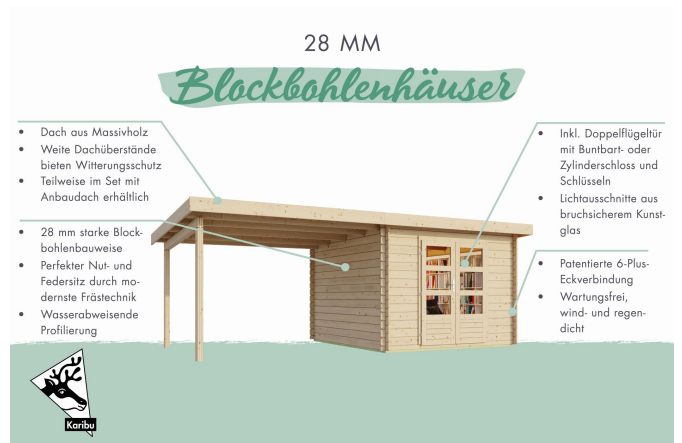 28 MM
Blockbohlenhäuser
• Dach aus Massivholz
• Weite Dachüberstände
bieten Witterungsschutz
• Teilweise im Set mit
Anbaudach erhältlich
• 28 mm starke Block-
bohlenbauweise
• Perfekter Nut- und
Federsitz durch mo-
dernste Frästechnik
• Wasserabweisende
Profilierung
• Inkl. Doppelflügeltür
mit Buntbart- oder
Zylinderschloss und
Schlüsseln
• Lichtausschnitte aus
bruchsicherem Kunst-
glas
• Patentierte 6-Plus-
Eckverbindung
• Wartungsfrei,
wind- und regen-
dicht
Karibu